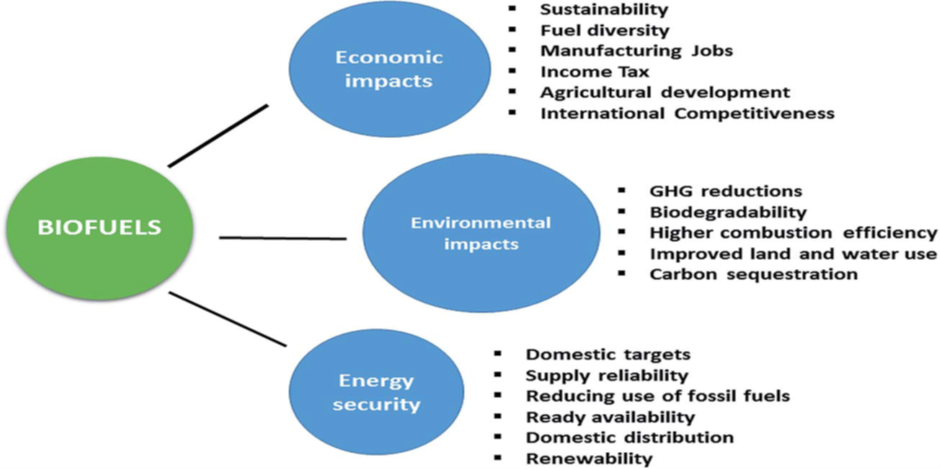 BIOFUELS
Economic
impacts
▪ Sustainability
▪ Fuel diversity
▪ Manufacturing Jobs
▪ Income Tax
▪ Agricultural development
▪ International Competitiveness
Environmental
impacts
▪ GHG reductions
▪ Biodegradability
▪ Higher combustion efficiency
▪ Improved land and water use
▪ Carbon sequestration
Energy
security
▪ Domestic targets
▪ Supply reliability
▪ Reducing use of fossil fuels
▪ Ready availability
▪ Domestic distribution
▪ Renewability